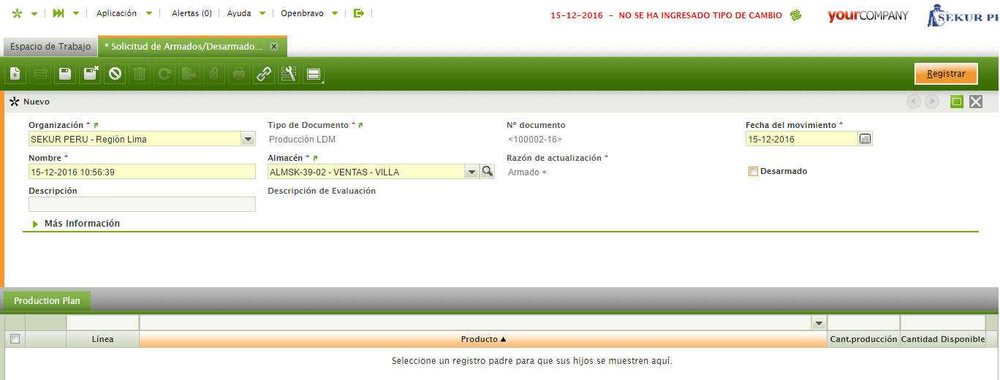 Aplicación Alertas (0) Ayuda Openbravo 15-12-2016 - NO SE HA INGRESADO TIPO DE CAMBIO yourCOMPANY SEKUR PE
Espacio de Trabajo * Solicitud de Armados/Desarmado...
Registrar
Nuevo
Organización * Tipo de Documento * Nº documento Fecha del movimiento *
SEKUR PERU - Región Lima Producción LDM <100002-16> 15-12-2016
Nombre * Almacén * Razón de actualización *
15-12-2016 10:56:39 ALMSK-39-02 - VENTAS - VILLA Armado + Desarmado
Descripción Descripción de Evaluación
Más Información
Production Plan
Línea Producto Cant.producción Cantidad Disponible
Seleccione un registro padre para que sus hijos se muestren aquí.